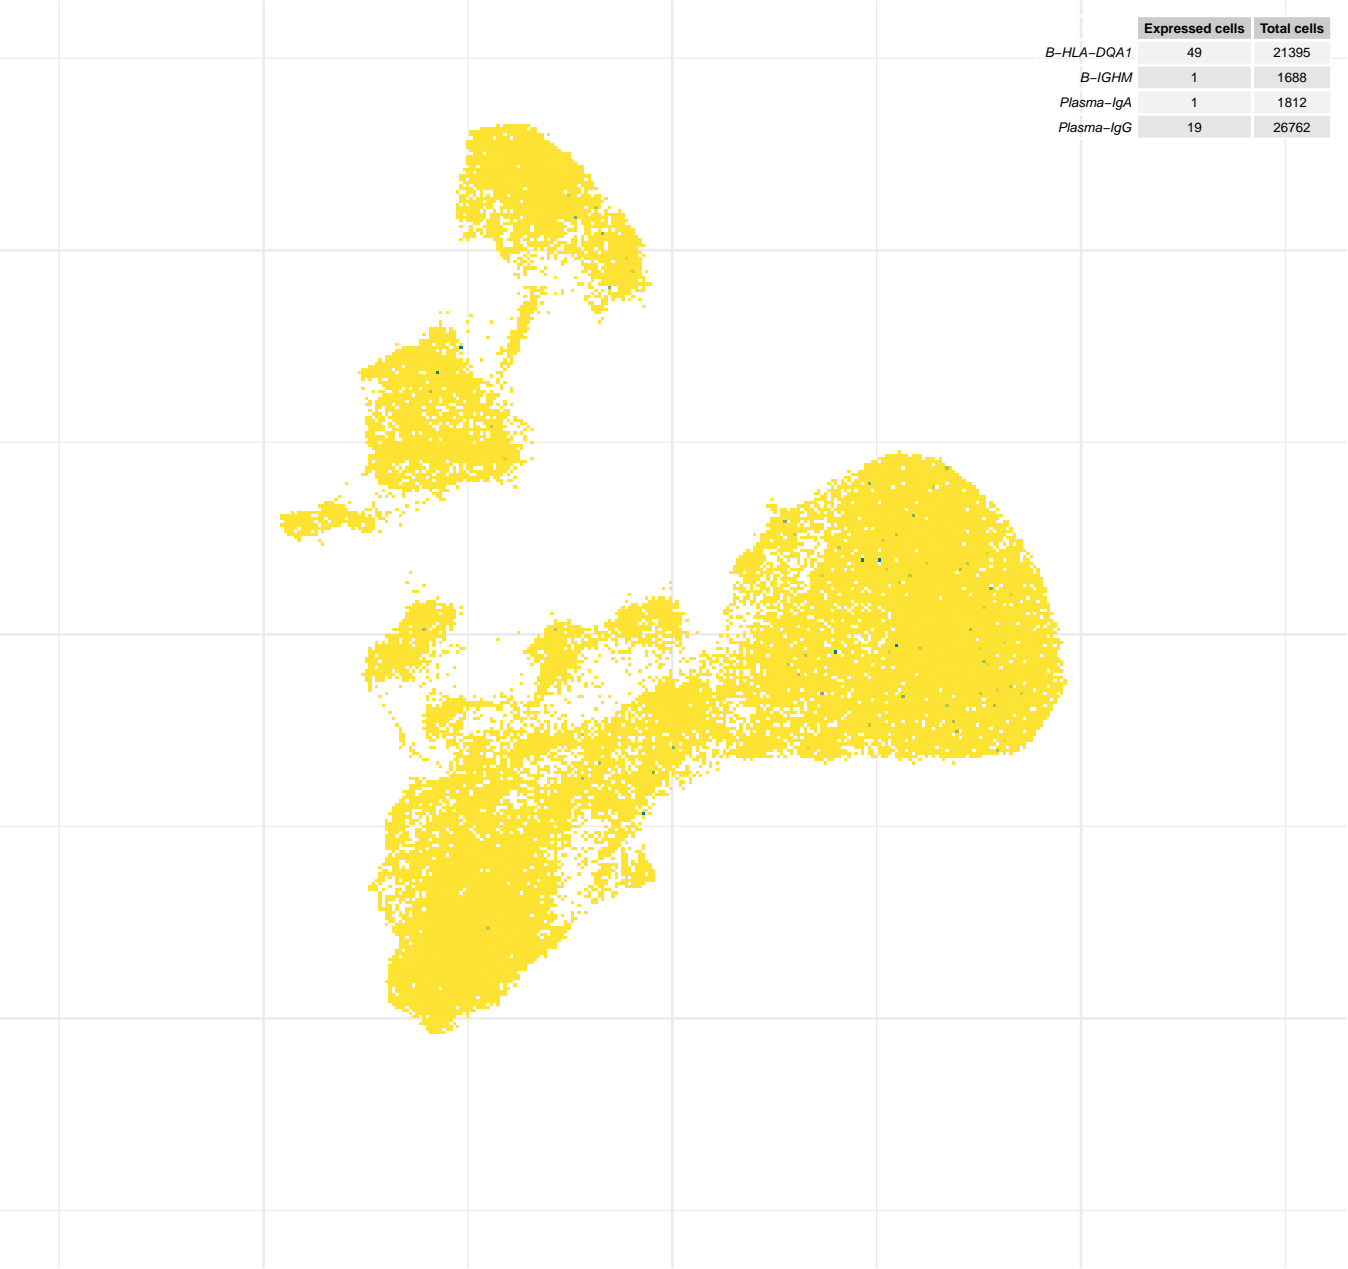 Expressed cells Total cells
B−HLA−DQA1 49 21395
B−IGHM 1 1688
Plasma−IgA 1 1812
Plasma−IgG 19 26762